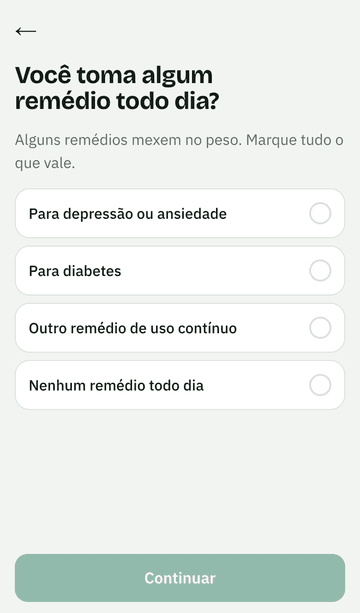 Você toma algum
remédio todo dia?
Alguns remédios mexem no peso. Marque tudo o
que vale.
Para depressão ou ansiedade
Para diabetes
Outro remédio de uso contínuo
Nenhum remédio todo dia
Continuar